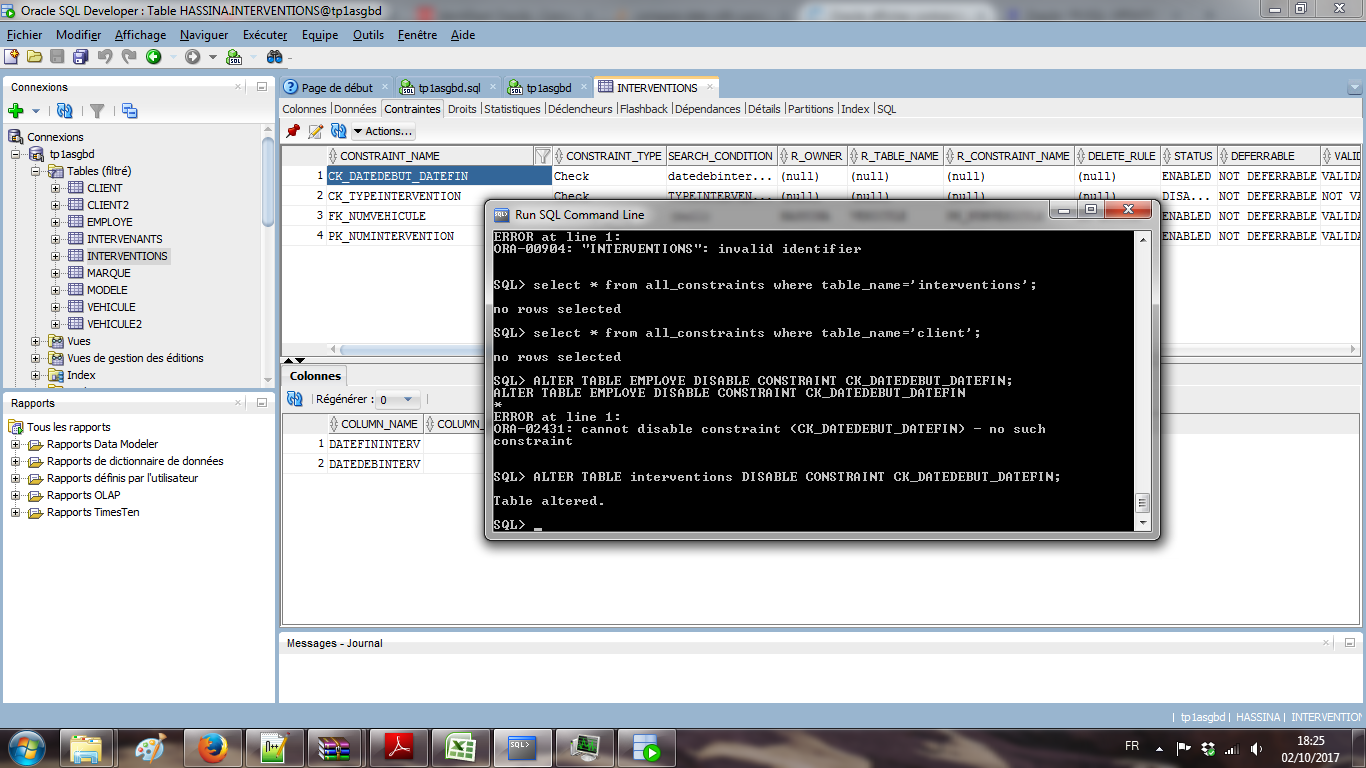 Oracle SQL Developer : Table HASSINA.INTERVENTIONS@tp1asgbd
Fichier Modifier Affichage Naviguer Exécuter Equipe Outils Fenêtre Aide
Connexions
Connexions
tp1asgbd
Tables (filtré)
CLIENT
CLIENT2
EMPLOYE
INTERVENANTS
INTERVENTIONS
MARQUE
MODELE
VEHICULE
VEHICULE2
Vues
Vues de gestion des éditions
Index
Rapports
Tous les rapports
Rapports Data Modeler
Rapports de dictionnaire de données
Rapports définis par l'utilisateur
Rapports OLAP
Rapports TimesTen
Page de début tp1asgbd.sql tp1asgbd INTERVENTIONS
Colonnes Données Contraintes Droits Statistiques Déclencheurs Flashback Dépendances Détails Partitions Index SQL
Actions...
CONSTRAINT_NAME CONSTRAINT_TYPE SEARCH_CONDITION R_OWNER R_TABLE_NAME R_CONSTRAINT_NAME DELETE_RULE STATUS DEFERRABLE VALID
1 CK_DATEDEBUT_DATEFIN Check datedebinter... (null) (null) (null) (null) ENABLED NOT DEFERRABLE VALIDA
2 CK_TYPEINTERVENTION Check TYPEINTERVEN... (null) (null) (null) (null) DISA... NOT DEFERRABLE NOT V
3 FK_NUMVEHICULE ENABLED NOT DEFERRABLE VALIDA
4 PK_NUMINTERVENTION ENABLED NOT DEFERRABLE VALIDA
Run SQL Command Line
ERROR at line 1:
ORA-00904: "INTERVENTIONS": invalid identifier
SQL> select * from all_constraints where table_name='interventions';
no rows selected
SQL> select * from all_constraints where table_name='client';
no rows selected
SQL> ALTER TABLE EMPLOYE DISABLE CONSTRAINT CK_DATEDEBUT_DATEFIN;
ALTER TABLE EMPLOYE DISABLE CONSTRAINT CK_DATEDEBUT_DATEFIN
*
ERROR at line 1:
ORA-02431: cannot disable constraint (CK_DATEDEBUT_DATEFIN) - no such
constraint
SQL> ALTER TABLE interventions DISABLE CONSTRAINT CK_DATEDEBUT_DATEFIN;
Table altered.
SQL> _
Colonnes
Régénérer : 0
COLUMN_NAME COLUMN_
1 DATEFININTERV
2 DATEDEBINTERV
Messages - Journal
tp1asgbd | HASSINA | INTERVENTION
FR
18:25
02/10/2017